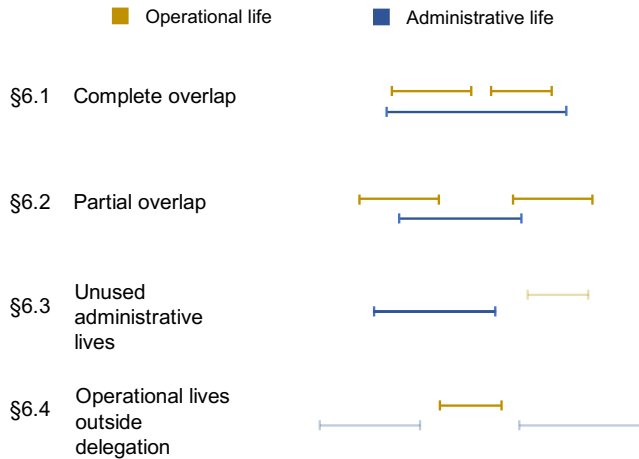 Operational life
Administrative life
§6.1 Complete overlap
§6.2 Partial overlap
§6.3 Unused
administrative
lives
§6.4 Operational lives
outside
delegation